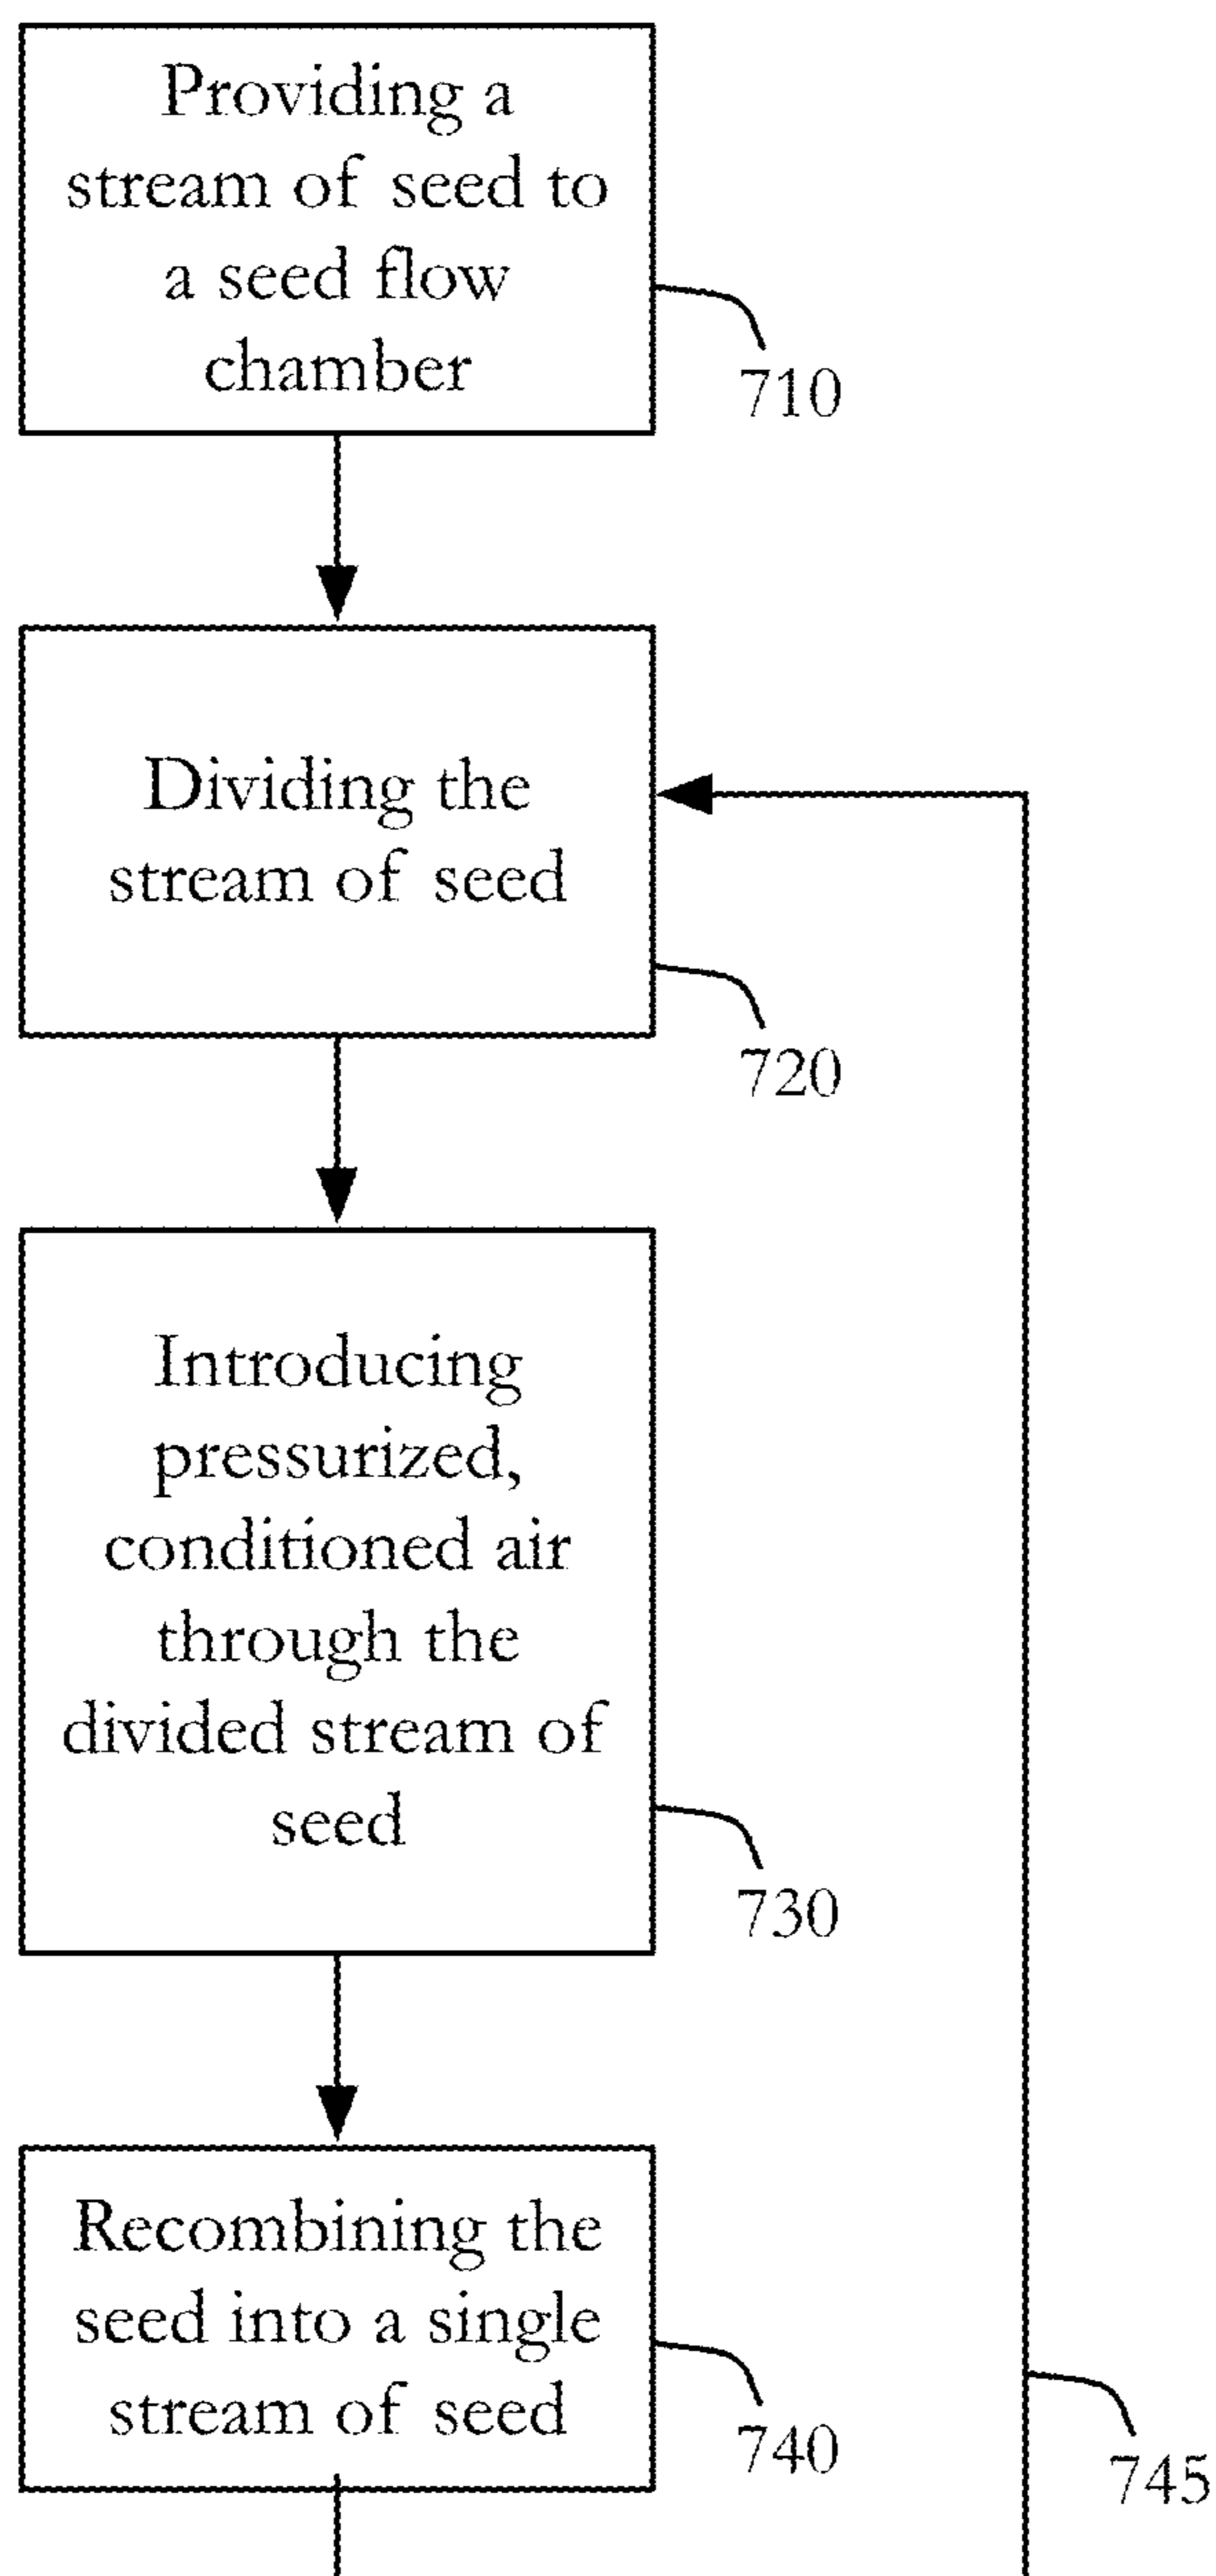 Providing a
stream of seed to
a seed flow
chamber
710
Dividing the
stream of seed
720
Introducing
pressurized,
conditioned air
through the
divided stream of
seed
730
Recombining the
seed into a single
stream of seed
740
745